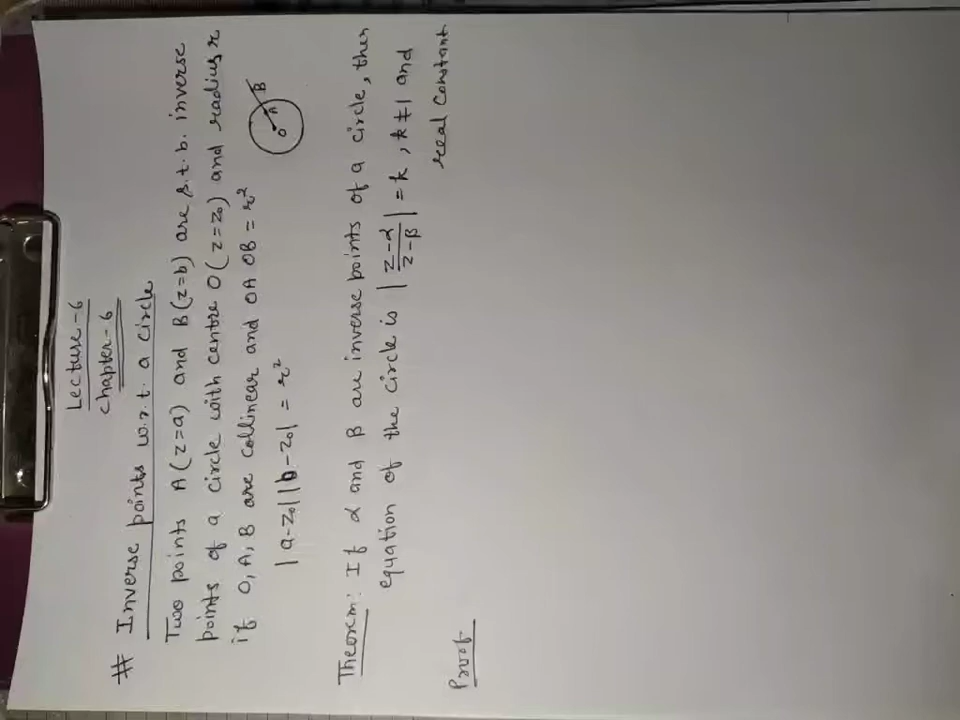 Lecture-6
Chapter-6
# Inverse points w.r.t. a circle
Two points A(z=a) and B(z=b) are s.t.b. inverse
points of a circle with centre O(z=z₀) and radius r
if O, A, B are collinear and OA OB = r²
O A B
|a-z₀||b-z₀| = r²
Theorem: If α and β are inverse points of a circle, then
equation of the circle is |z-α/z-β| = k, k≠1 and
real constant
Proof